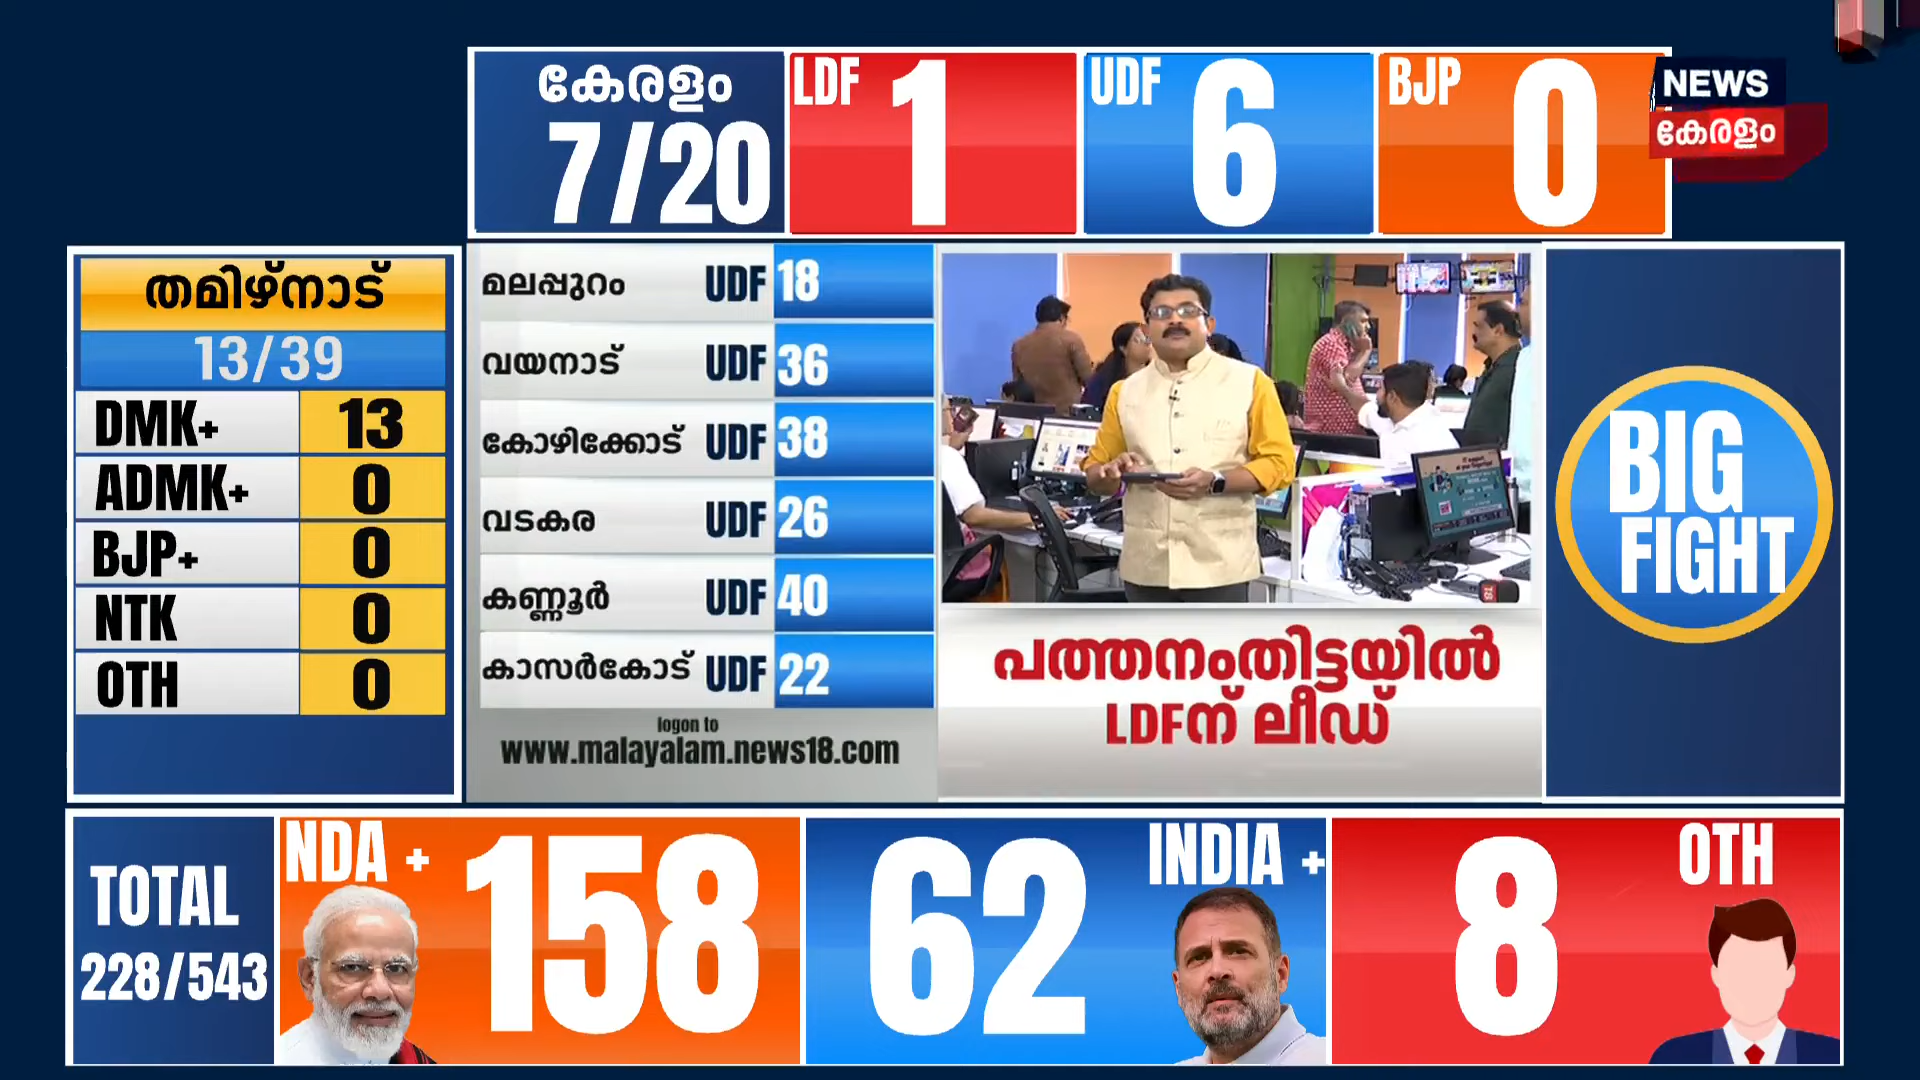 കേരളം
7/20
LDF 1
UDF 6
BJP 0
NEWS
കേരളം
തമിഴ്നാട്
13/39
DMK+ 13
ADMK+ 0
BJP+ 0
NTK 0
OTH 0
മലപ്പുറം UDF 18
വയനാട് UDF 36
കോഴിക്കോട് UDF 38
വടകര UDF 26
കണ്ണൂർ UDF 40
കാസർകോട് UDF 22
logon to
www.malayalam.news18.com
പത്തനംതിട്ടയിൽ
LDFന് ലീഡ്
BIG
FIGHT
TOTAL
228/543
NDA + 158
62 INDIA +
8 OTH